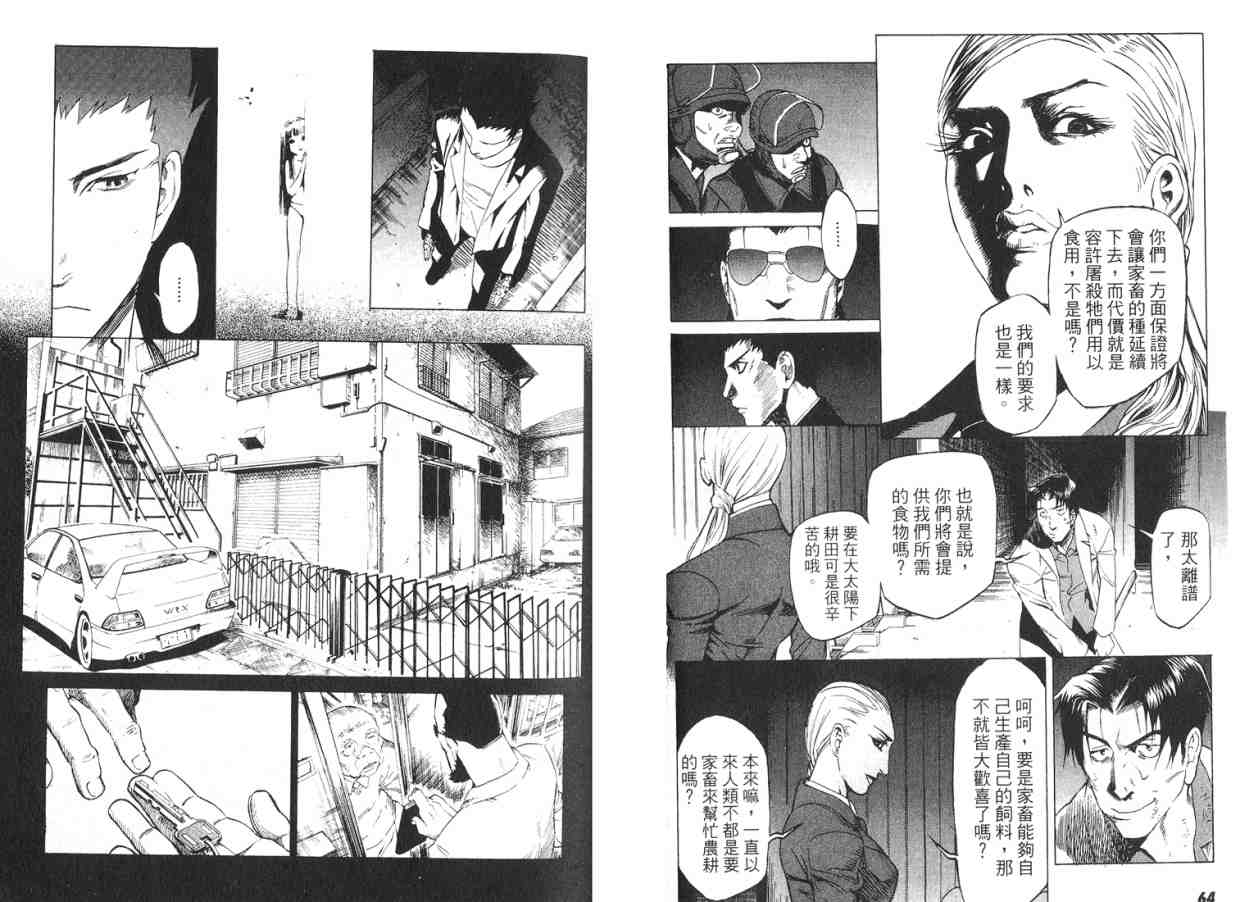 你們一方面保證將
會讓家畜的種延續
下去，而代價就是
容許屠殺牠們用以
食用，不是嗎？
我們的要求
也是一樣。
……
那太離譜
了，
也就是說，
你們將會提
供我們所需
的食物嗎？
要在大太陽下
耕田可是很辛
苦的哦。
呵呵，要是家畜能夠自
己生產自己的飼料，那
不就皆大歡喜了嗎？
本來嘛，一直以
來人類不都是要
家畜來幫忙農耕
的嗎？
64
……
WRX